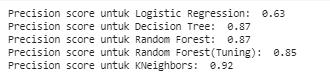 Precision score untuk Logistic Regression:  0.63
Precision score untuk Decision Tree:  0.87
Precision score untuk Random Forest:  0.87
Precision score untuk Random Forest(Tuning):  0.85
Precision score untuk KNeighbors:  0.92